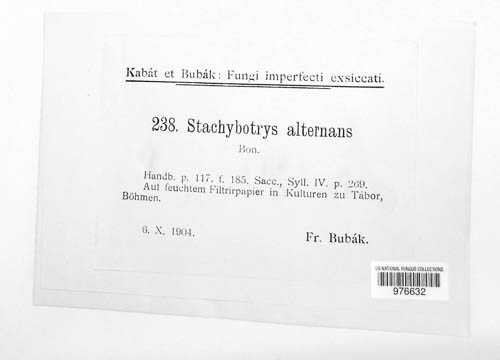 Kabát et Bubák: Fungi imperfecti exsiccati.
238. Stachybotrys alternans
Bon.
Handb. p. 117. f. 185. Sacc., Syll. IV. p. 269.
Auf feuchtem Filtrirpapier in Kulturen zu Tábor,
Böhmen.
6. X. 1904.
Fr. Bubák.
US NATIONAL FUNGUS COLLECTIONS
976632